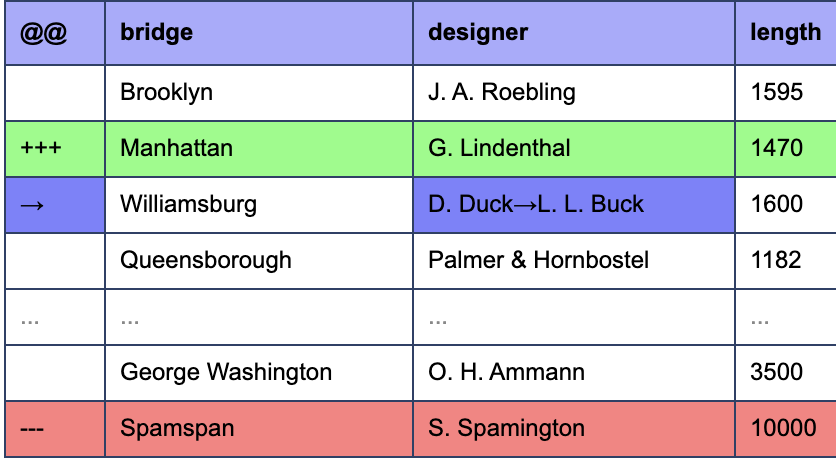 @@ bridge designer length
Brooklyn J. A. Roebling 1595
+++ Manhattan G. Lindenthal 1470
→ Williamsburg D. Duck→L. L. Buck 1600
Queensborough Palmer & Hornbostel 1182
... ... ... ...
George Washington O. H. Ammann 3500
--- Spamspan S. Spamington 10000